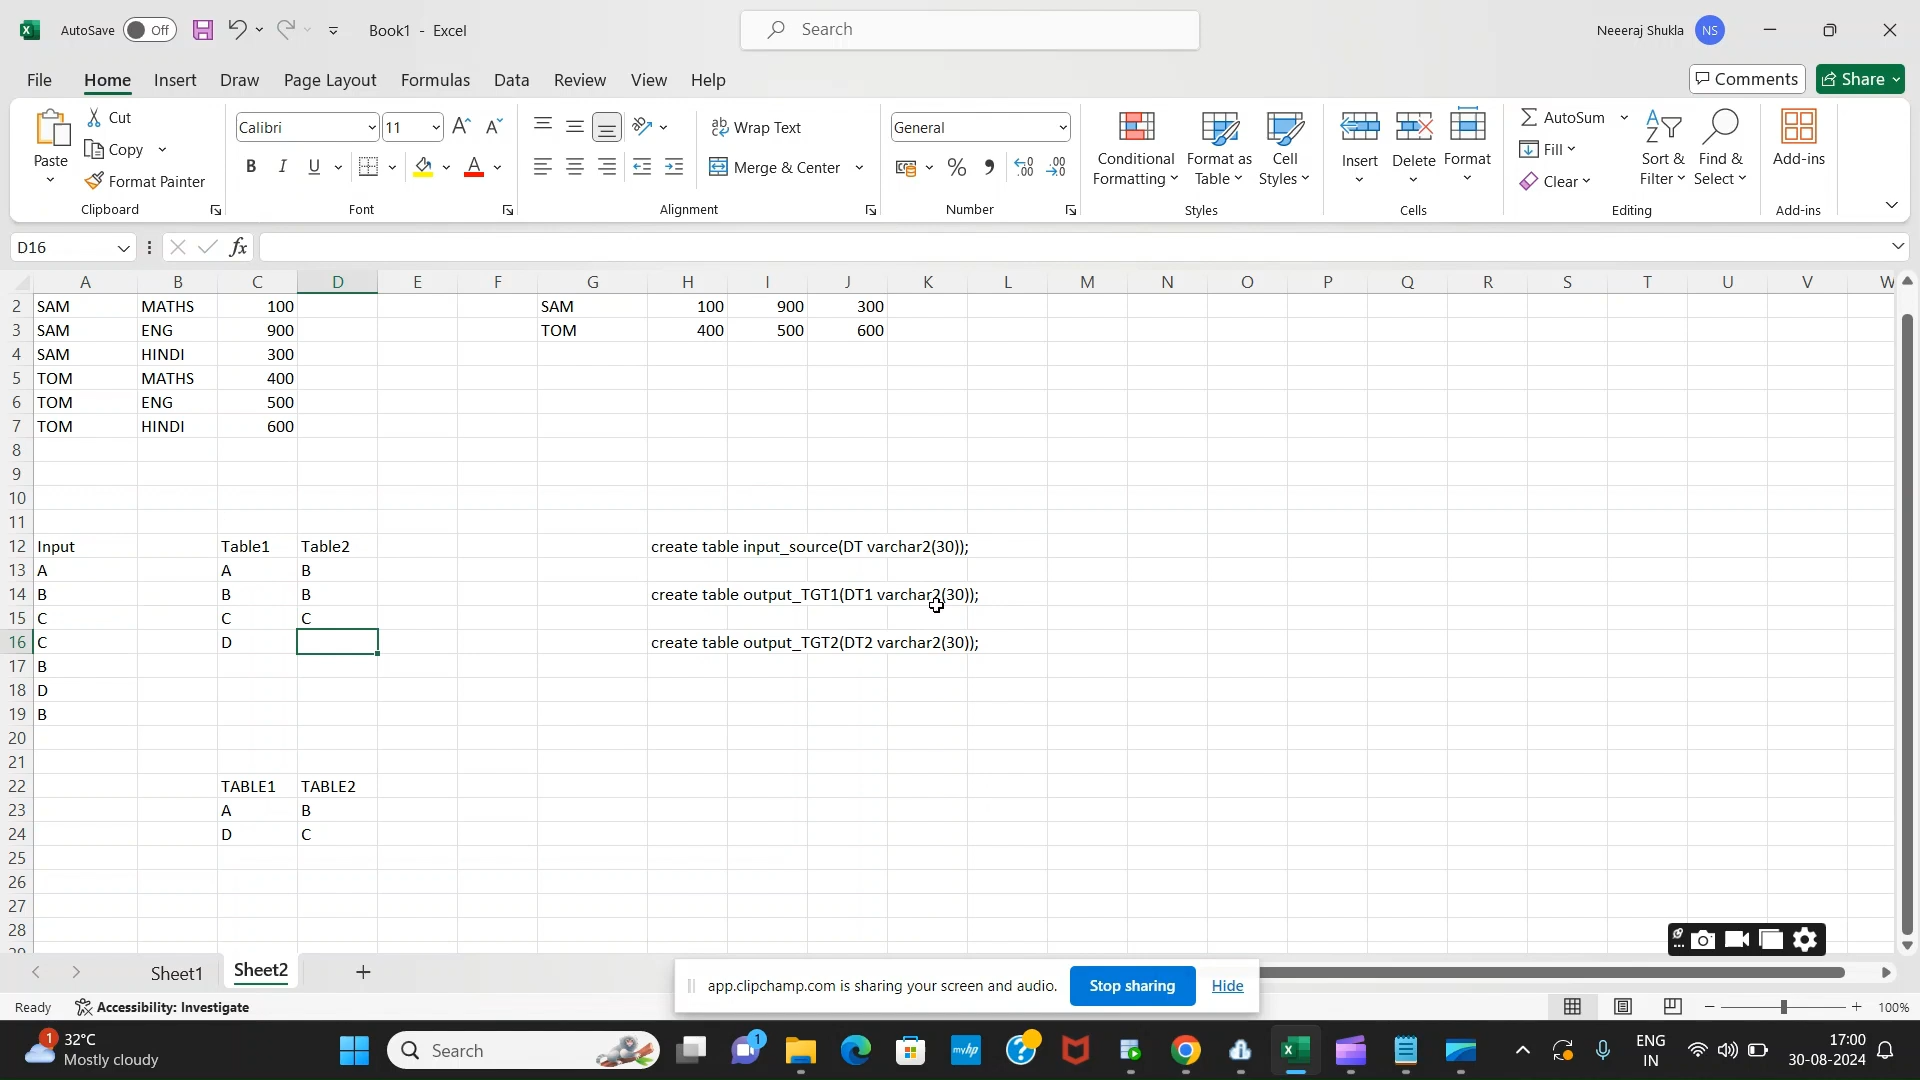 AutoSave Off Book1 - Excel Search Neeeraj Shukla NS
File Home Insert Draw Page Layout Formulas Data Review View Help Comments Share
Paste Cut Copy Format Painter Clipboard
Calibri 11 B I U A Font
Wrap Text Merge & Center Alignment
General % Number
Conditional Formatting Format as Table Cell Styles Styles
Insert Delete Format Cells
AutoSum Fill Clear Sort & Filter Find & Select Editing
Add-ins Add-ins
D16 fx
A B C D E F G H I J K L M N O P Q R S T U V W
2 SAM MATHS 100 SAM 100 900 300
3 SAM ENG 900 TOM 400 500 600
4 SAM HINDI 300
5 TOM MATHS 400
6 TOM ENG 500
7 TOM HINDI 600
8
9
10
11
12 Input Table1 Table2 create table input_source(DT varchar2(30));
13 A A B
14 B B B create table output_TGT1(DT1 varchar2(30));
15 C C C
16 C D create table output_TGT2(DT2 varchar2(30));
17 B
18 D
19 B
20
21
22 TABLE1 TABLE2
23 A B
24 D C
25
26
27
28
29
Sheet1 Sheet2
app.clipchamp.com is sharing your screen and audio. Stop sharing Hide
Ready Accessibility: Investigate 100%
1 32°C Mostly cloudy Search 1 myhp ENG IN 17:00 30-08-2024